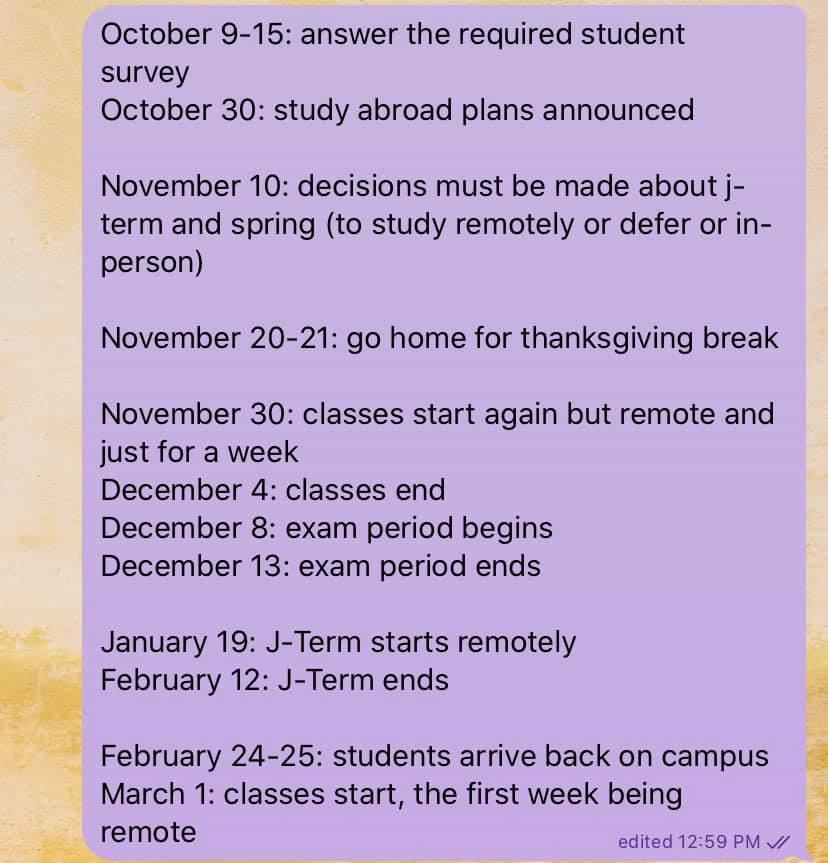 October 9-15: answer the required student
survey
October 30: study abroad plans announced
November 10: decisions must be made about j-
term and spring (to study remotely or defer or in-
person)
November 20-21: go home for thanksgiving break
November 30: classes start again but remote and
just for a week
December 4: classes end
December 8: exam period begins
December 13: exam period ends
January 19: J-Term starts remotely
February 12: J-Term ends
February 24-25: students arrive back on campus
March 1: classes start, the first week being
remote
edited 12:59 PM